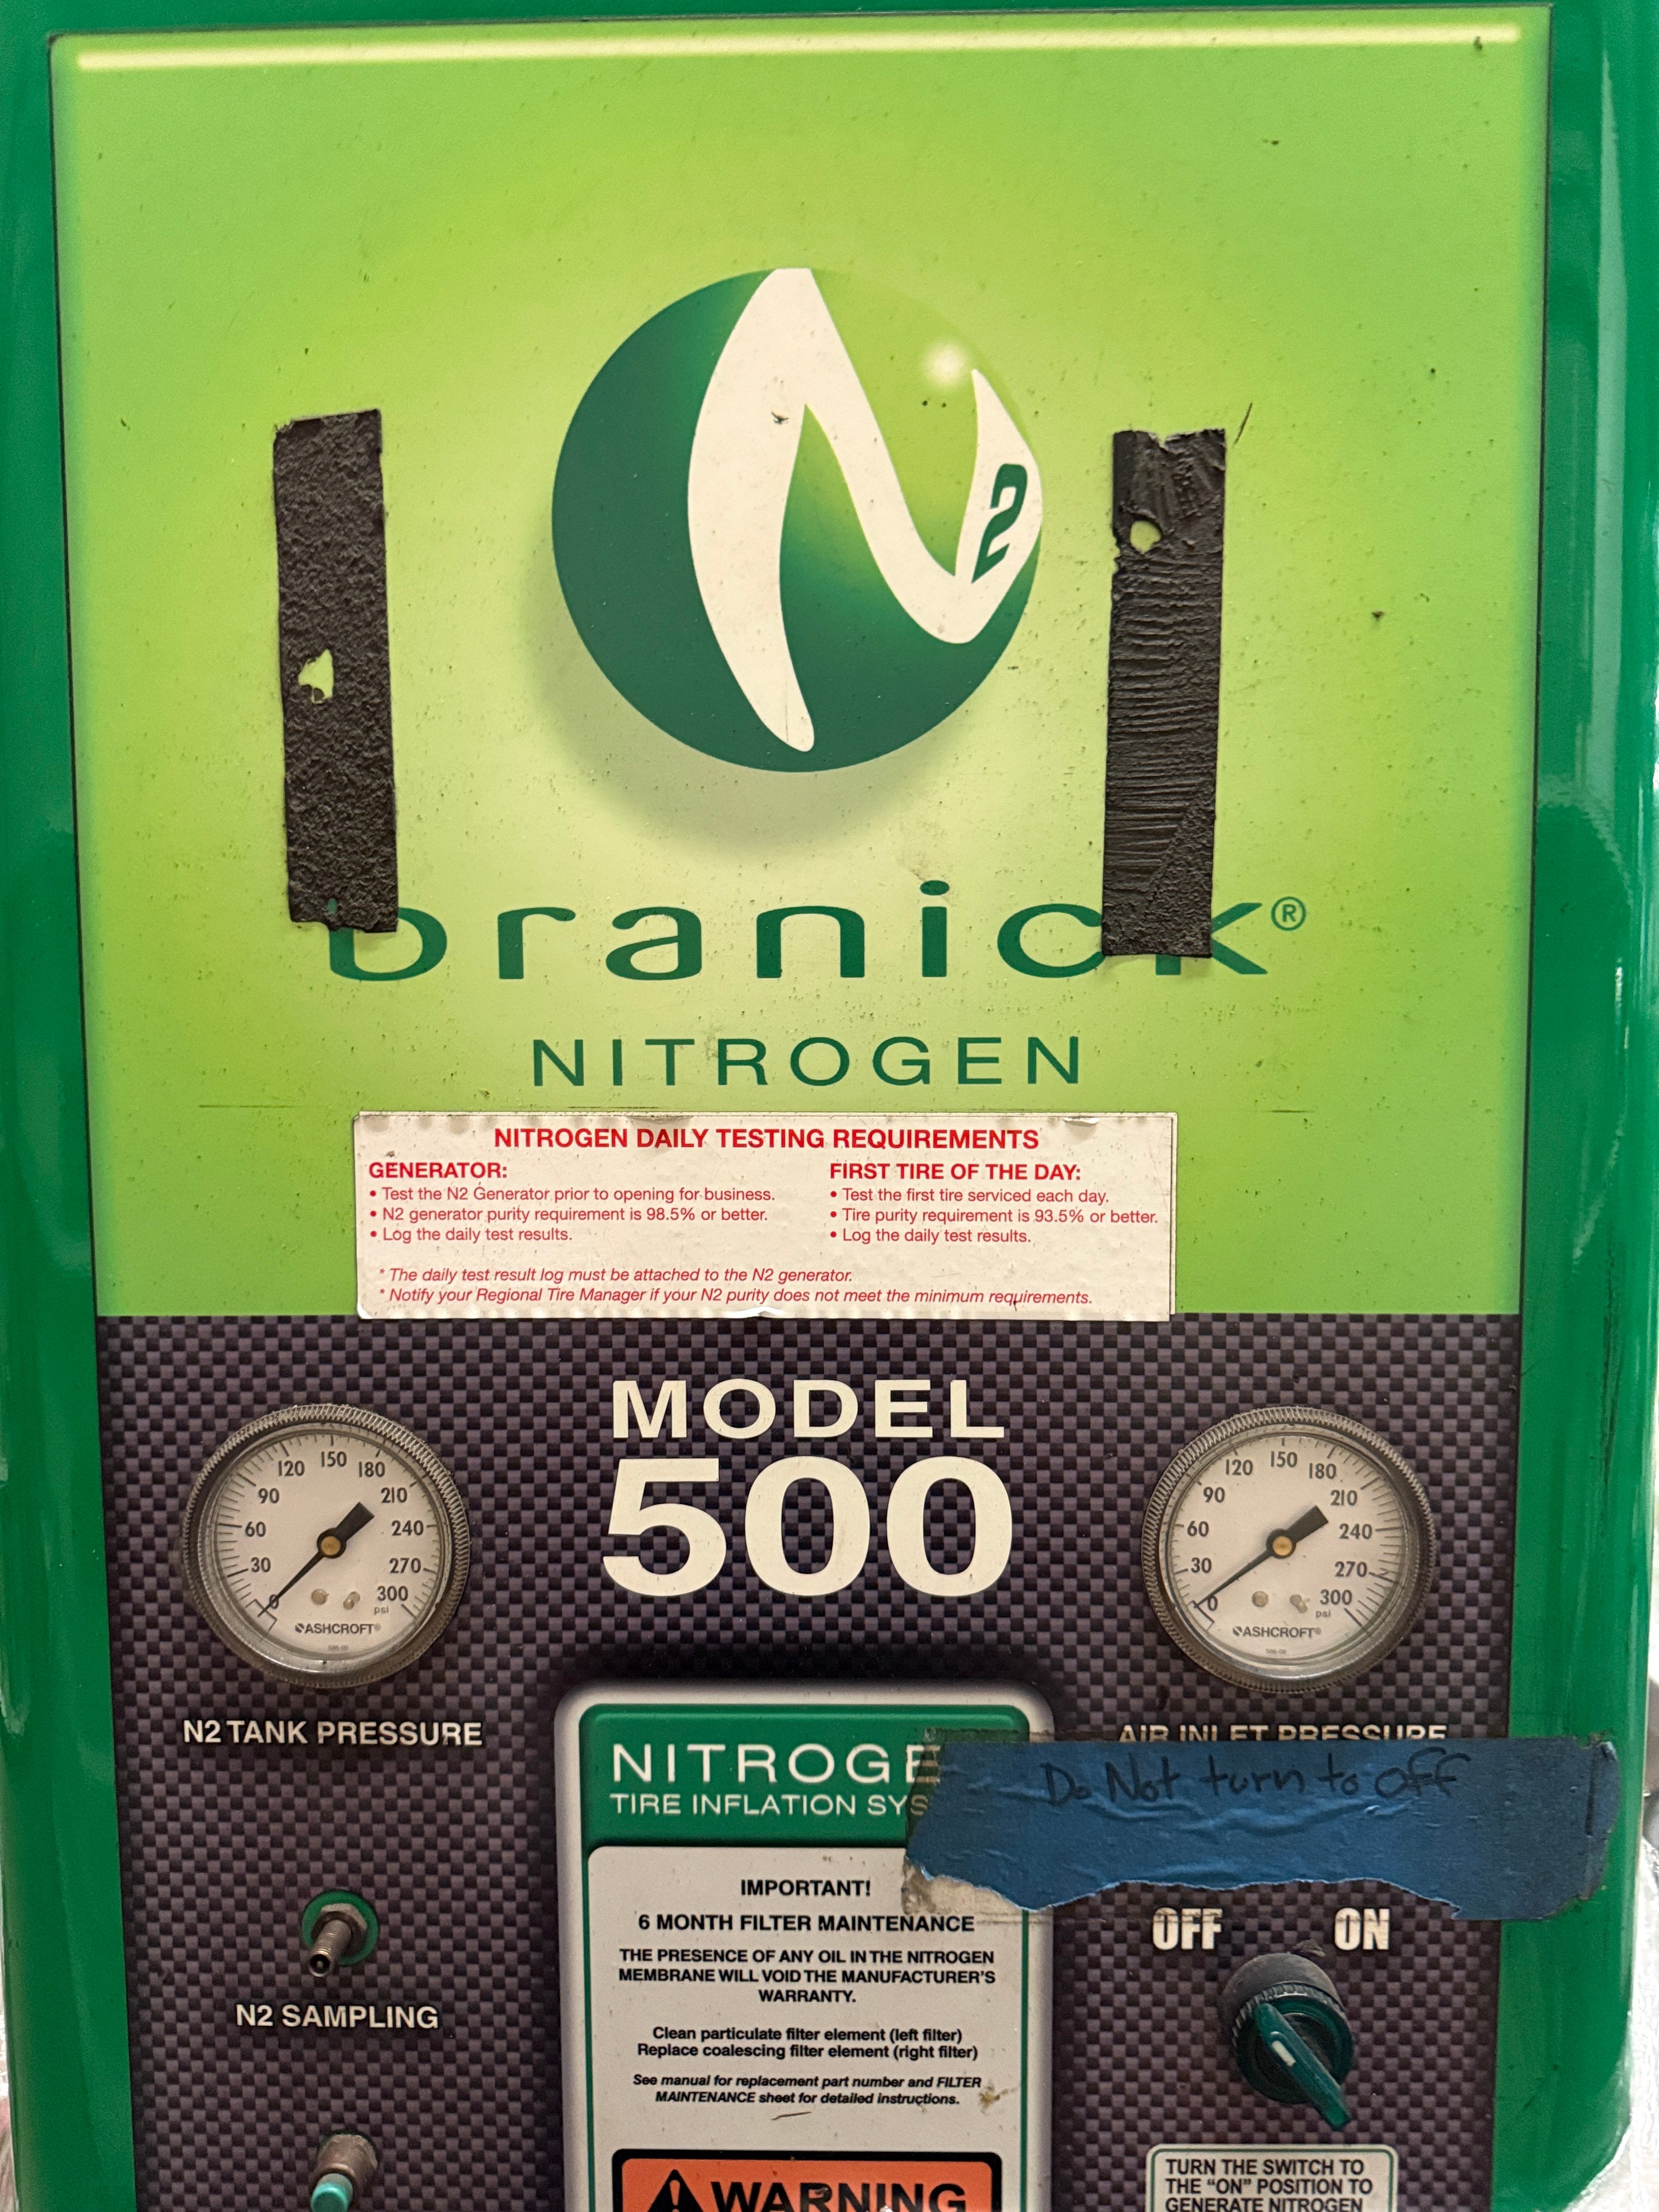 N2
branick®
NITROGEN
NITROGEN DAILY TESTING REQUIREMENTS
GENERATOR:
• Test the N2 Generator prior to opening for business.
• N2 generator purity requirement is 98.5% or better.
• Log the daily test results.
FIRST TIRE OF THE DAY:
• Test the first tire serviced each day.
• Tire purity requirement is 93.5% or better.
• Log the daily test results.
* The daily test result log must be attached to the N2 generator.
* Notify your Regional Tire Manager if your N2 purity does not meet the minimum requirements.
MODEL
500
0 30 60 90 120 150 180 210 240 270 300
psi
ASHCROFT®
N2 TANK PRESSURE
0 30 60 90 120 150 180 210 240 270 300
psi
ASHCROFT®
AIR INLET PRESSURE
Do Not turn to off
NITROGE
TIRE INFLATION SYS
IMPORTANT!
6 MONTH FILTER MAINTENANCE
THE PRESENCE OF ANY OIL IN THE NITROGEN
MEMBRANE WILL VOID THE MANUFACTURER'S
WARRANTY.
Clean particulate filter element (left filter)
Replace coalescing filter element (right filter)
See manual for replacement part number and FILTER
MAINTENANCE sheet for detailed instructions.
WARNING
N2 SAMPLING
OFF ON
TURN THE SWITCH TO
THE "ON" POSITION TO
GENERATE NITROGEN